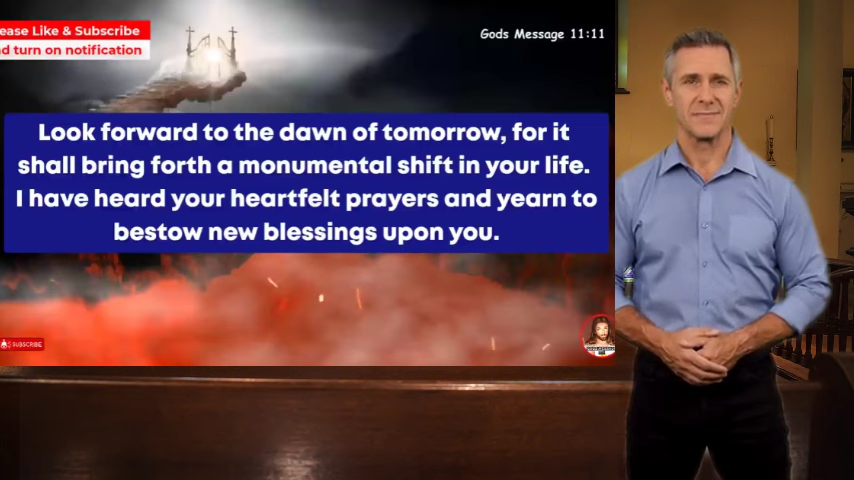 ease Like & Subscribe
nd turn on notification
Gods Message 11:11
Look forward to the dawn of tomorrow, for it
shall bring forth a monumental shift in your life.
I have heard your heartfelt prayers and yearn to
bestow new blessings upon you.
SUBSCRIBE